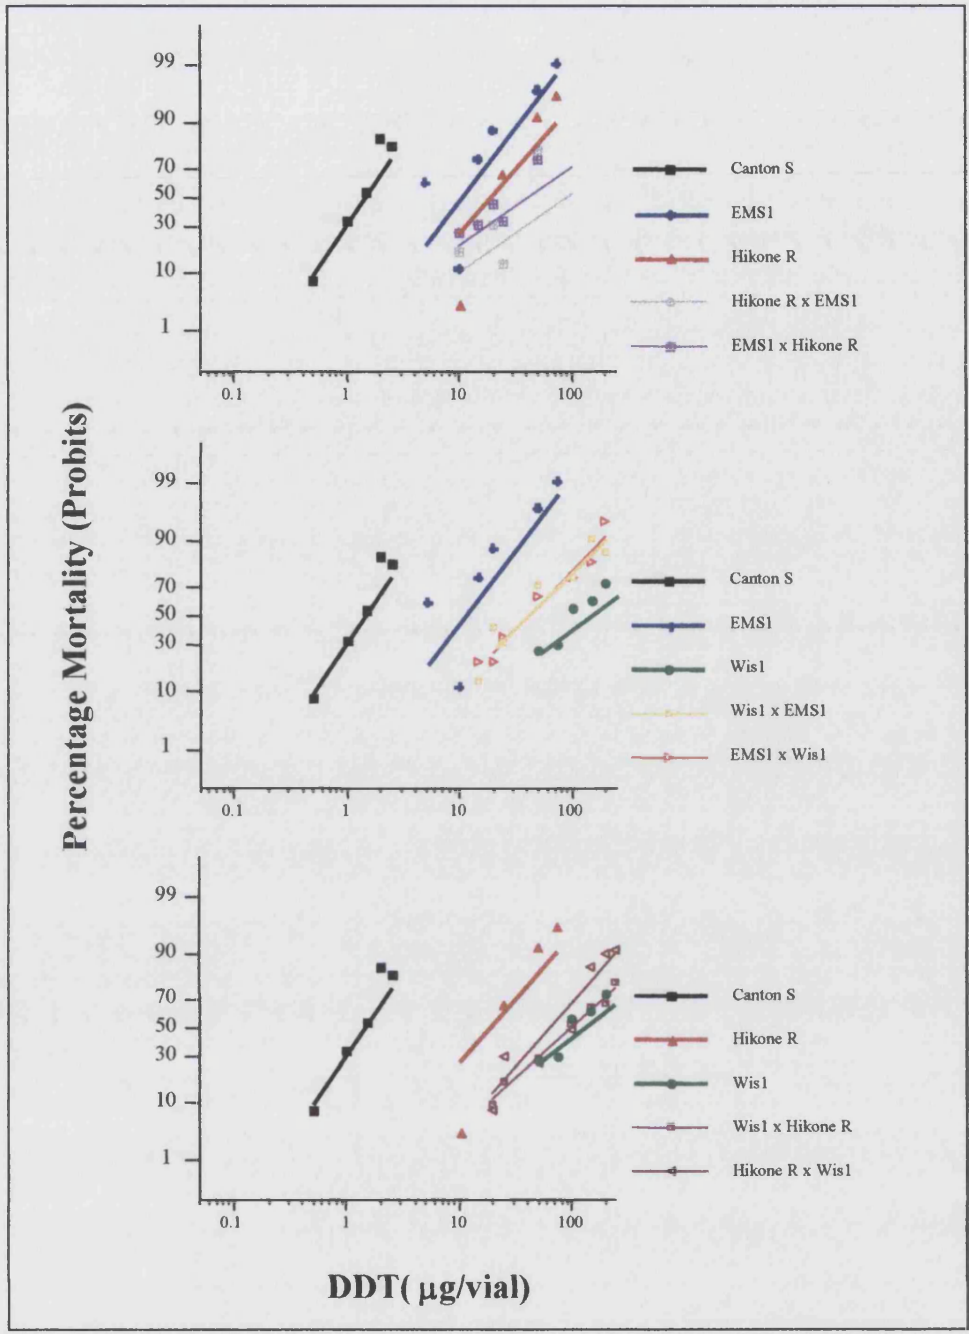 Percentage Mortality (Probits)
99
90
70
50
30
10
1
0.1 1 10 100
Canton S
EMS1
Hikone R
Hikone R x EMS1
EMS1 x Hikone R
99
90
70
50
30
10
1
0.1 1 10 100
Canton S
EMS1
Wis1
Wis1 x EMS1
EMS1 x Wis1
99
90
70
50
30
10
1
0.1 1 10 100
Canton S
Hikone R
Wis1
Wis1 x Hikone R
Hikone R x Wis1
DDT( µg/vial)